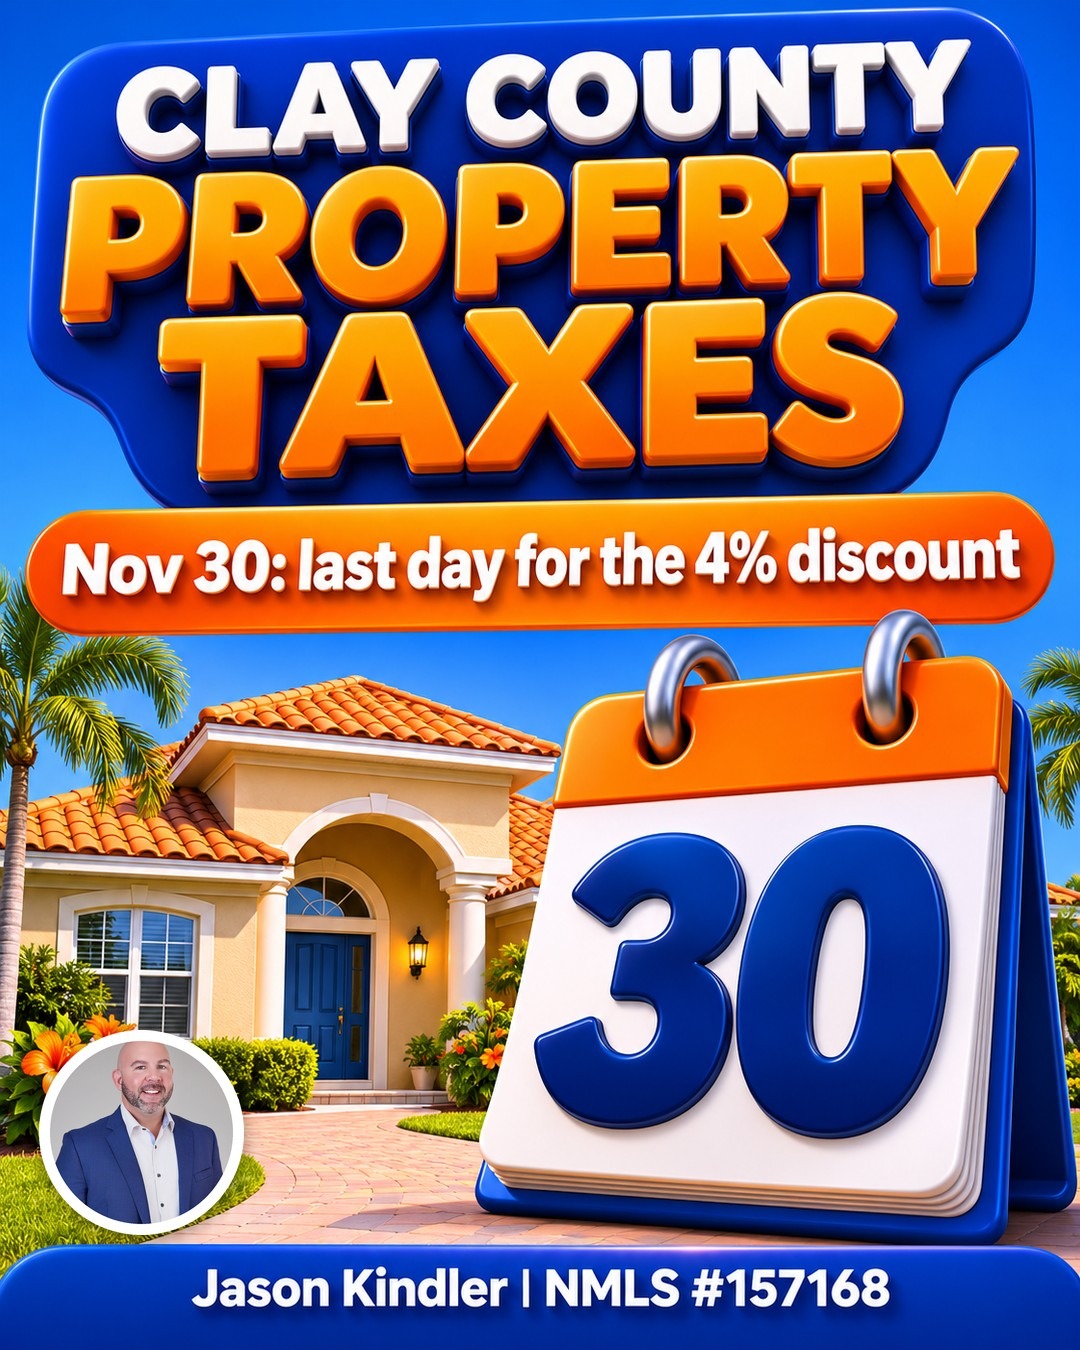 CLAY COUNTY
PROPERTY
TAXES
Nov 30: last day for the 4% discount
30
Jason Kindler | NMLS #157168